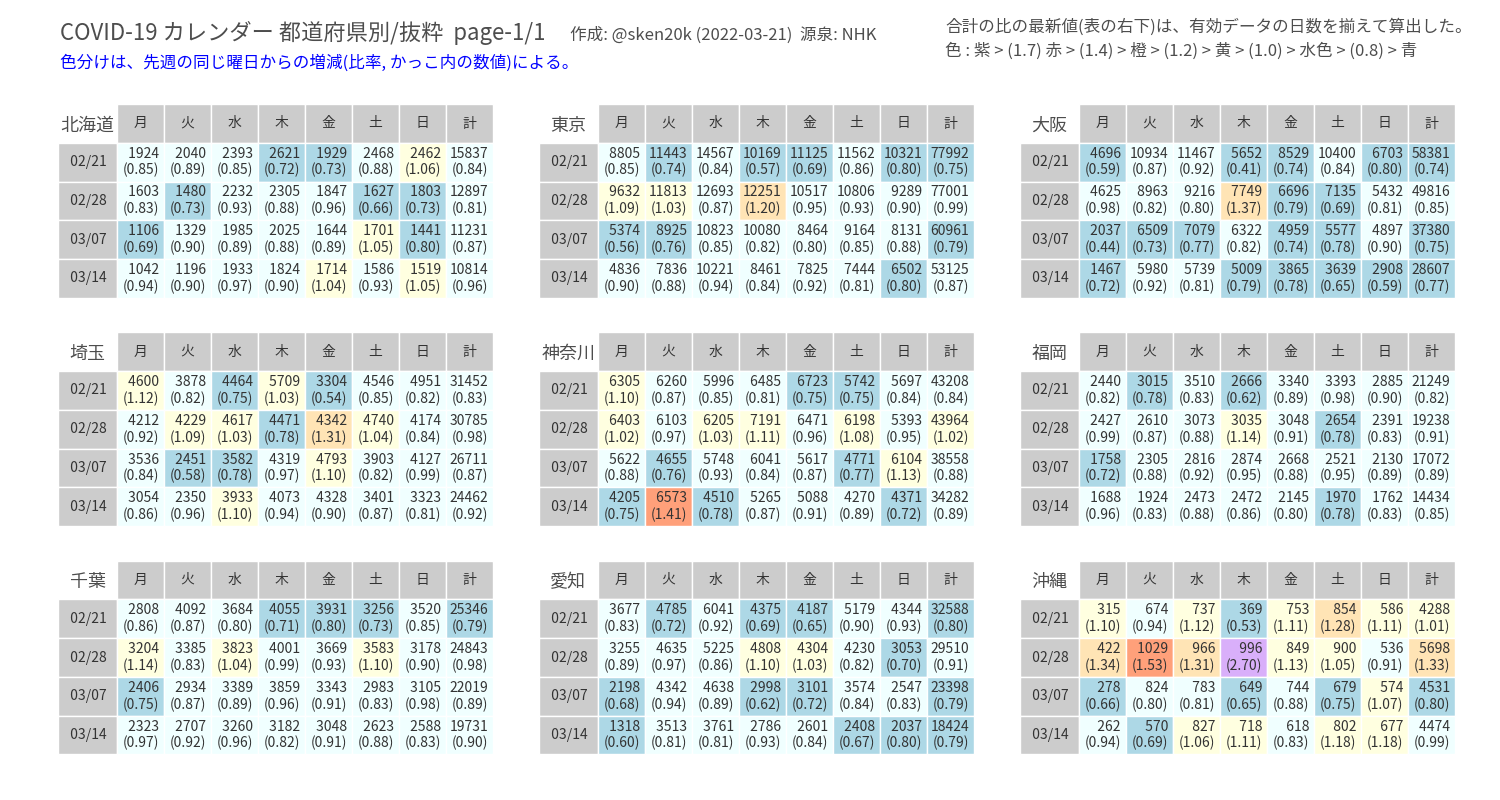 COVID-19 カレンダー 都道府県別/抜粋 page-1/1 作成: @sken20k (2022-03-21) 源泉: NHK
色分けは、先週の同じ曜日からの増減(比率, かっこ内の数値)による。
合計の比の最新値(表の右下)は、有効データの日数を揃えて算出した。
色 : 紫 > (1.7) 赤 > (1.4) > 橙 > (1.2) > 黄 > (1.0) > 水色 > (0.8) > 青
北海道 月 火 水 木 金 土 日 計
02/21 1924 2040 2393 2621 1929 2468 2462 15837
(0.85) (0.89) (0.85) (0.72) (0.73) (0.88) (1.06) (0.84)
02/28 1603 1480 2232 2305 1847 1627 1803 12897
(0.83) (0.73) (0.93) (0.88) (0.96) (0.66) (0.73) (0.81)
03/07 1106 1329 1985 2025 1644 1701 1441 11231
(0.69) (0.90) (0.89) (0.88) (0.89) (1.05) (0.80) (0.87)
03/14 1042 1196 1933 1824 1714 1586 1519 10814
(0.94) (0.90) (0.97) (0.90) (1.04) (0.93) (1.05) (0.96)
東京 月 火 水 木 金 土 日 計
02/21 8805 11443 14567 10169 11125 11562 10321 77992
(0.85) (0.74) (0.84) (0.57) (0.69) (0.86) (0.80) (0.75)
02/28 9632 11813 12693 12251 10517 10806 9289 77001
(1.09) (1.03) (0.87) (1.20) (0.95) (0.93) (0.90) (0.99)
03/07 5374 8925 10823 10080 8464 9164 8131 60961
(0.56) (0.76) (0.85) (0.82) (0.80) (0.85) (0.88) (0.79)
03/14 4836 7836 10221 8461 7825 7444 6502 53125
(0.90) (0.88) (0.94) (0.84) (0.92) (0.81) (0.80) (0.87)
大阪 月 火 水 木 金 土 日 計
02/21 4696 10934 11467 5652 8529 10400 6703 58381
(0.59) (0.87) (0.92) (0.41) (0.74) (0.84) (0.80) (0.74)
02/28 4625 8963 9216 7749 6696 7135 5432 49816
(0.98) (0.82) (0.80) (1.37) (0.79) (0.69) (0.81) (0.85)
03/07 2037 6509 7079 6322 4959 5577 4897 37380
(0.44) (0.73) (0.77) (0.82) (0.74) (0.78) (0.90) (0.75)
03/14 1467 5980 5739 5009 3865 3639 2908 28607
(0.72) (0.92) (0.81) (0.79) (0.78) (0.65) (0.59) (0.77)
埼玉 月 火 水 木 金 土 日 計
02/21 4600 3878 4464 5709 3304 4546 4951 31452
(1.12) (0.82) (0.75) (1.03) (0.54) (0.85) (0.82) (0.83)
02/28 4212 4229 4617 4471 4342 4740 4174 30785
(0.92) (1.09) (1.03) (0.78) (1.31) (1.04) (0.84) (0.98)
03/07 3536 2451 3582 4319 4793 3903 4127 26711
(0.84) (0.58) (0.78) (0.97) (1.10) (0.82) (0.99) (0.87)
03/14 3054 2350 3933 4073 4328 3401 3323 24462
(0.86) (0.96) (1.10) (0.94) (0.90) (0.87) (0.81) (0.92)
神奈川 月 火 水 木 金 土 日 計
02/21 6305 6260 5996 6485 6723 5742 5697 43208
(1.10) (0.87) (0.85) (0.81) (0.75) (0.75) (0.84) (0.84)
02/28 6403 6103 6205 7191 6471 6198 5393 43964
(1.02) (0.97) (1.03) (1.11) (0.96) (1.08) (0.95) (1.02)
03/07 5622 4655 5748 6041 5617 4771 6104 38558
(0.88) (0.76) (0.93) (0.84) (0.87) (0.77) (1.13) (0.88)
03/14 4205 6573 4510 5265 5088 4270 4371 34282
(0.75) (1.41) (0.78) (0.87) (0.91) (0.89) (0.72) (0.89)
福岡 月 火 水 木 金 土 日 計
02/21 2440 3015 3510 2666 3340 3393 2885 21249
(0.82) (0.78) (0.83) (0.62) (0.89) (0.98) (0.90) (0.82)
02/28 2427 2610 3073 3035 3048 2654 2391 19238
(0.99) (0.87) (0.88) (1.14) (0.91) (0.78) (0.83) (0.91)
03/07 1758 2305 2816 2874 2668 2521 2130 17072
(0.72) (0.88) (0.92) (0.95) (0.88) (0.95) (0.89) (0.89)
03/14 1688 1924 2473 2472 2145 1970 1762 14434
(0.96) (0.83) (0.88) (0.86) (0.80) (0.78) (0.83) (0.85)
千葉 月 火 水 木 金 土 日 計
02/21 2808 4092 3684 4055 3931 3256 3520 25346
(0.86) (0.87) (0.80) (0.71) (0.80) (0.73) (0.85) (0.79)
02/28 3204 3385 3823 4001 3669 3583 3178 24843
(1.14) (0.83) (1.04) (0.99) (0.93) (1.10) (0.90) (0.98)
03/07 2406 2934 3389 3859 3343 2983 3105 22019
(0.75) (0.87) (0.89) (0.96) (0.91) (0.83) (0.98) (0.89)
03/14 2323 2707 3260 3182 3048 2623 2588 19731
(0.97) (0.92) (0.96) (0.82) (0.91) (0.88) (0.83) (0.90)
愛知 月 火 水 木 金 土 日 計
02/21 3677 4785 6041 4375 4187 5179 4344 32588
(0.83) (0.72) (0.92) (0.69) (0.65) (0.90) (0.93) (0.80)
02/28 3255 4635 5225 4808 4304 4230 3053 29510
(0.89) (0.97) (0.86) (1.10) (1.03) (0.82) (0.70) (0.91)
03/07 2198 4342 4638 2998 3101 3574 2547 23398
(0.68) (0.94) (0.89) (0.62) (0.72) (0.84) (0.83) (0.79)
03/14 1318 3513 3761 2786 2601 2408 2037 18424
(0.60) (0.81) (0.81) (0.93) (0.84) (0.67) (0.80) (0.79)
沖縄 月 火 水 木 金 土 日 計
02/21 315 674 737 369 753 854 586 4288
(1.10) (0.94) (1.12) (0.53) (1.11) (1.28) (1.11) (1.01)
02/28 422 1029 966 996 849 900 536 5698
(1.34) (1.53) (1.31) (2.70) (1.13) (1.05) (0.91) (1.33)
03/07 278 824 783 649 744 679 574 4531
(0.66) (0.80) (0.81) (0.65) (0.88) (0.75) (1.07) (0.80)
03/14 262 570 827 718 618 802 677 4474
(0.94) (0.69) (1.06) (1.11) (0.83) (1.18) (1.18) (0.99)